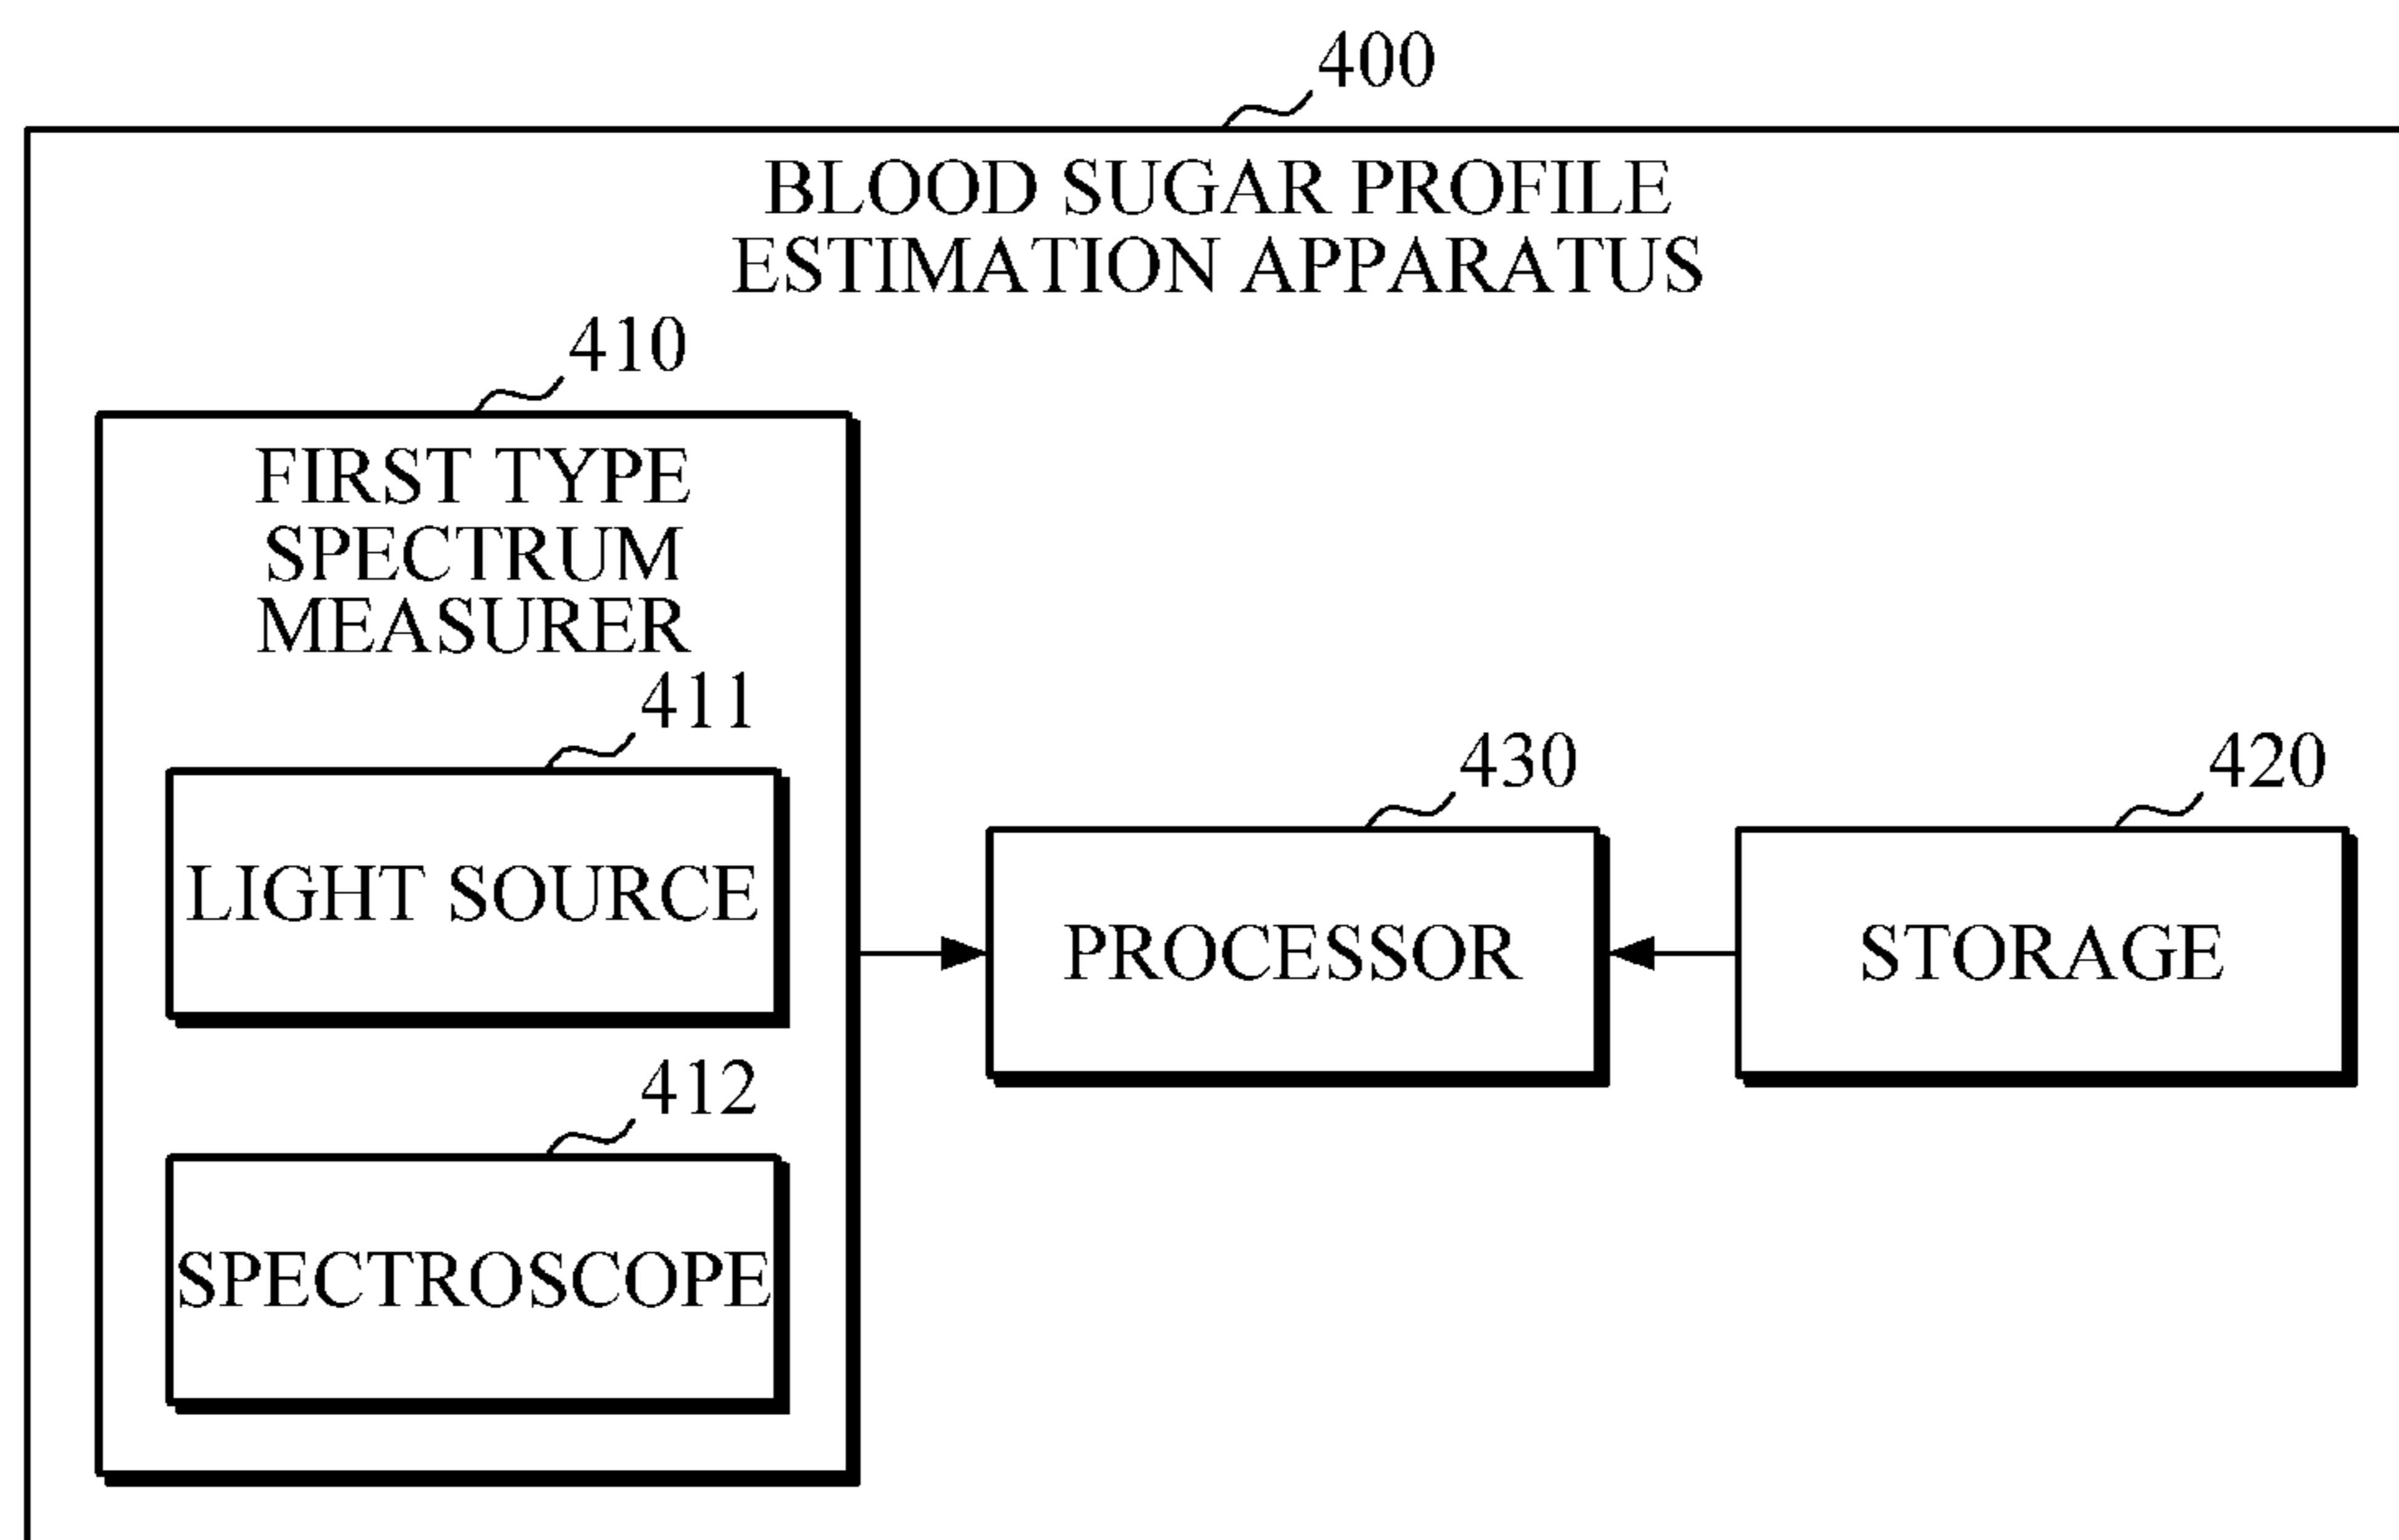 400
BLOOD SUGAR PROFILE
ESTIMATION APPARATUS
410
FIRST TYPE
SPECTRUM
MEASURER
411
LIGHT SOURCE
412
SPECTROSCOPE
430
PROCESSOR
420
STORAGE